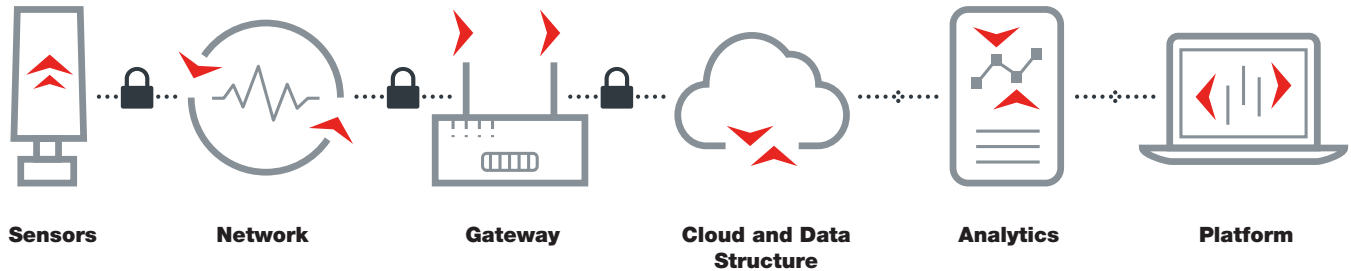 Sensors
Network
Gateway
Cloud and Data
Structure
Analytics
Platform